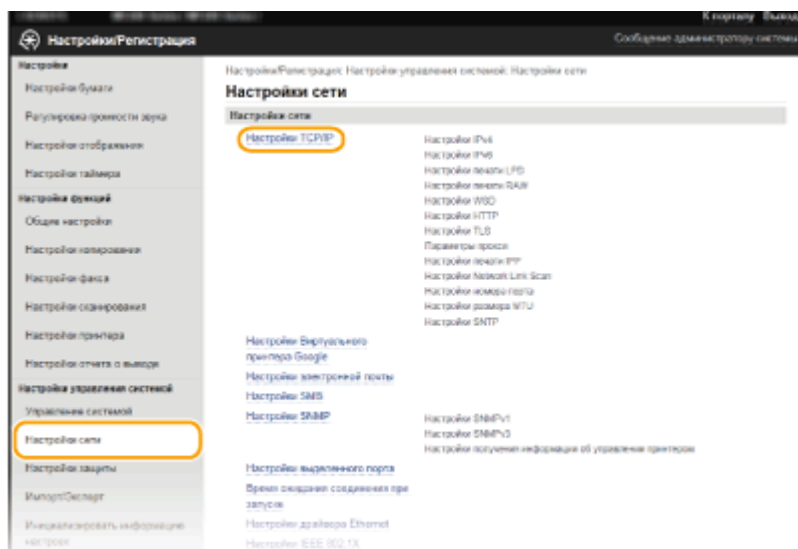 К порталу Выход
Настройки/Регистрация
Сообщение администратору системы
Настройки
Настройки бумаги
Регулировка громкости звука
Настройки отображения
Настройки таймера
Настройки функций
Общие настройки
Настройки копирования
Настройки факса
Настройки сканирования
Настройки принтера
Настройки отчета о выводе
Настройки управления системой
Управление системой
Настройки сети
Настройки защиты
Импорт/Экспорт
Инициализировать информацию
настроек
Настройки/Регистрация: Настройки управления системой: Настройки сети
Настройки сети
Настройки сети
Настройки TCP/IP
Настройки IPv4
Настройки IPv6
Настройки печати LPD
Настройки печати RAW
Настройки WSD
Настройки HTTP
Настройки TLS
Параметры прокси
Настройки печати IPP
Настройки Network Link Scan
Настройки номера порта
Настройки размера MTU
Настройки SNTP
Настройки Виртуального
принтера Google
Настройки электронной почты
Настройки SMB
Настройки SNMP
Настройки SNMPv1
Настройки SNMPv3
Настройки получения информации об управлении принтером
Настройки выделенного порта
Время ожидания соединения при
запуске
Настройки драйвера Ethernet
Настройки IEEE 802.1X